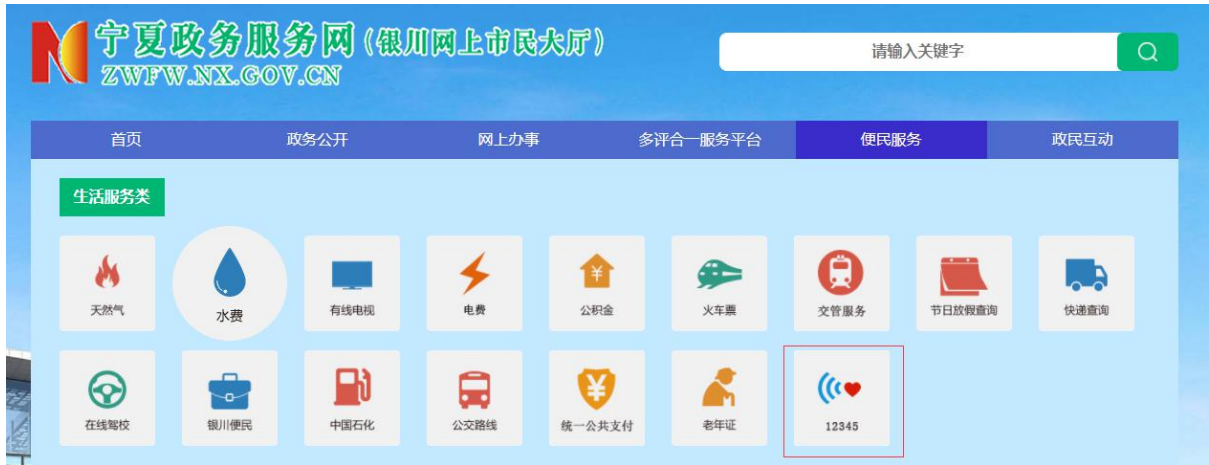 宁夏政务服务网(银川网上市民大厅)
ZWFW.NX.GOV.CN
请输入关键字
首页 政务公开 网上办事 多评合一服务平台 便民服务 政民互动
生活服务类
天然气 水费 有线电视 电费 公积金 火车票 交管服务 节日放假查询 快递查询
在线驾校 银川便民 中国石化 公交路线 统一公共支付 老年证 12345